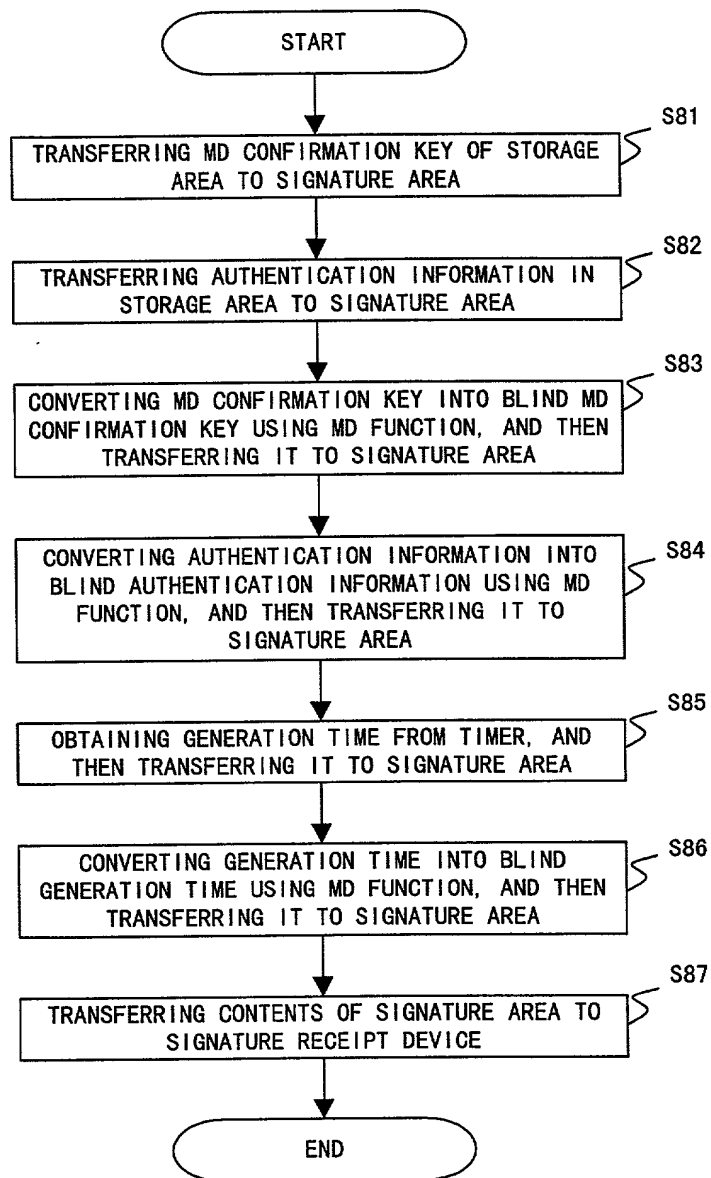 START
S81
TRANSFERRING MD CONFIRMATION KEY OF STORAGE
AREA TO SIGNATURE AREA
S82
TRANSFERRING AUTHENTICATION INFORMATION IN
STORAGE AREA TO SIGNATURE AREA
S83
CONVERTING MD CONFIRMATION KEY INTO BLIND MD
CONFIRMATION KEY USING MD FUNCTION, AND THEN
TRANSFERRING IT TO SIGNATURE AREA
S84
CONVERTING AUTHENTICATION INFORMATION INTO
BLIND AUTHENTICATION INFORMATION USING MD
FUNCTION, AND THEN TRANSFERRING IT TO
SIGNATURE AREA
S85
OBTAINING GENERATION TIME FROM TIMER, AND
THEN TRANSFERRING IT TO SIGNATURE AREA
S86
CONVERTING GENERATION TIME INTO BLIND
GENERATION TIME USING MD FUNCTION, AND THEN
TRANSFERRING IT TO SIGNATURE AREA
S87
TRANSFERRING CONTENTS OF SIGNATURE AREA TO
SIGNATURE RECEIPT DEVICE
END